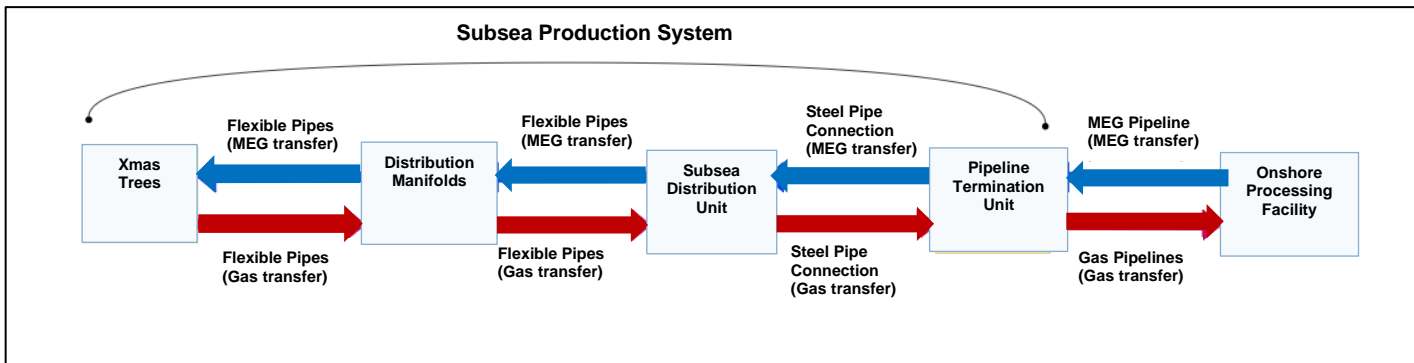 Subsea Production System
Flexible Pipes
(MEG transfer)
Flexible Pipes
(MEG transfer)
Steel Pipe
Connection
(MEG transfer)
MEG Pipeline
(MEG transfer)
Xmas
Trees
Distribution
Manifolds
Subsea
Distribution
Unit
Pipeline
Termination
Unit
Onshore
Processing
Facility
Flexible Pipes
(Gas transfer)
Flexible Pipes
(Gas transfer)
Steel Pipe
Connection
(Gas transfer)
Gas Pipelines
(Gas transfer)